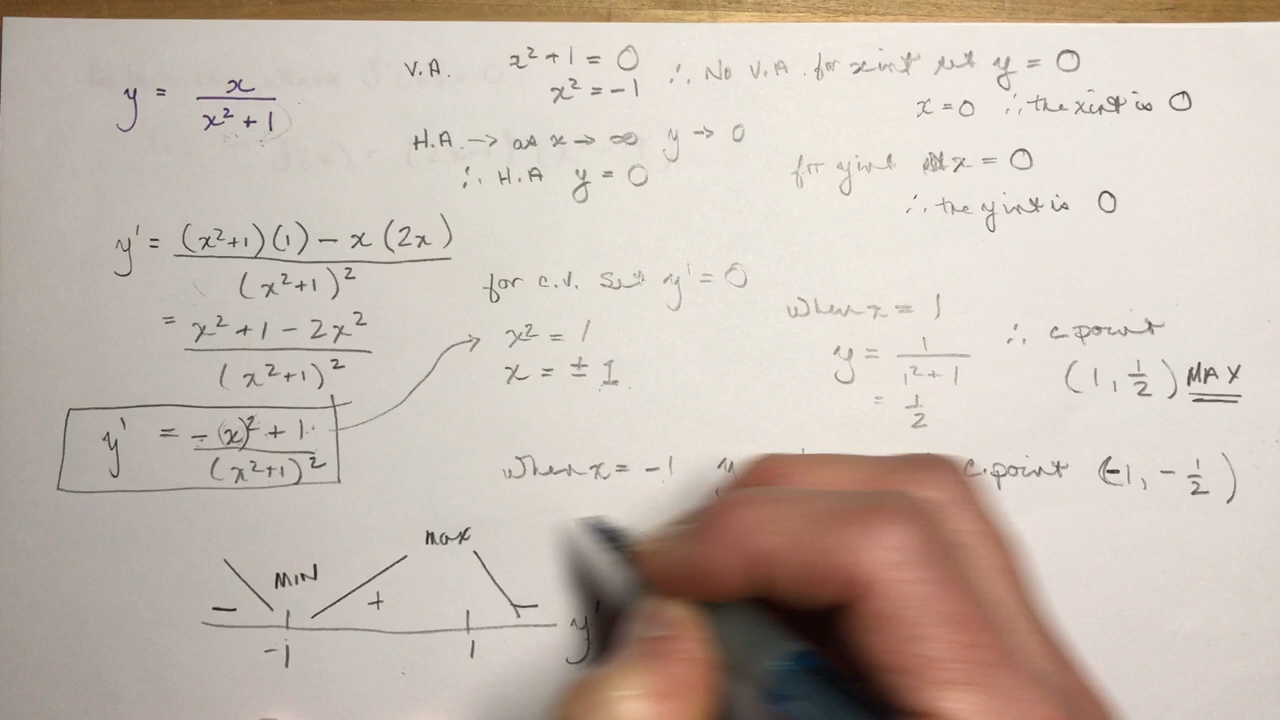 y = x / (x² + 1)
V.A. x² + 1 = 0
x² = -1 ∴ No V.A.
H.A. → as x → ∞ y → 0
∴ H.A y = 0
for x int set y = 0
x = 0 ∴ the x int is 0
for y int set x = 0
∴ the y int is 0
y' = ((x²+1)(1) - x(2x)) / (x²+1)²
= (x² + 1 - 2x²) / (x²+1)²
y' = (-(x)² + 1) / (x²+1)²
for c.v. set y' = 0
x² = 1
x = ± 1
when x = 1
y = 1 / (1² + 1)
= 1/2
∴ c point
(1, 1/2) MAX
when x = -1 y
c.point (-1, -1/2)
max
MIN
- + -
-1 1 y'